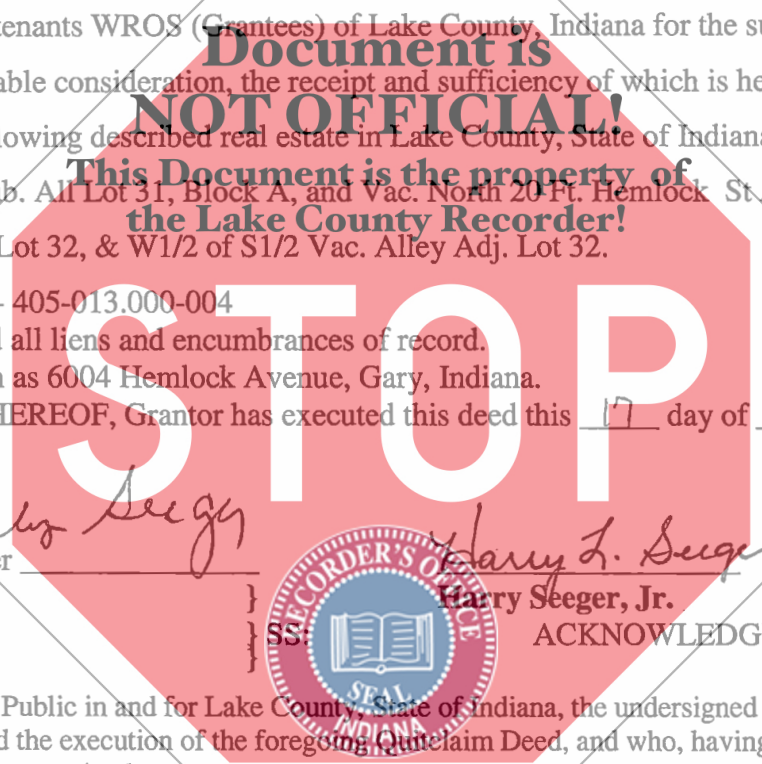 tenants WROS (Grantees) of Lake County, Indiana for the su
Document is
able consideration, the receipt and sufficiency of which is he
NOT OFFICIAL!
lowing described real estate in Lake County, State of Indiana
This Document is the property of
b. All Lot 31, Block A, and Vac. North 20 Ft. Hemlock St
the Lake County Recorder!
Lot 32, & W1/2 of S1/2 Vac. Alley Adj. Lot 32.
- 405-013.000-004
STOP
all liens and encumbrances of record.
as 6004 Hemlock Avenue, Gary, Indiana.
HEREOF, Grantor has executed this deed this 17 day of
Seeger
Harry L. Seege
er
Harry Seeger, Jr.
}
} SS: ACKNOWLEDG
}
RECORDER'S OFFICE
SEAL
INDIANA
Public in and for Lake County, State of Indiana, the undersigned
d the execution of the foregoing Quitclaim Deed, and who, having